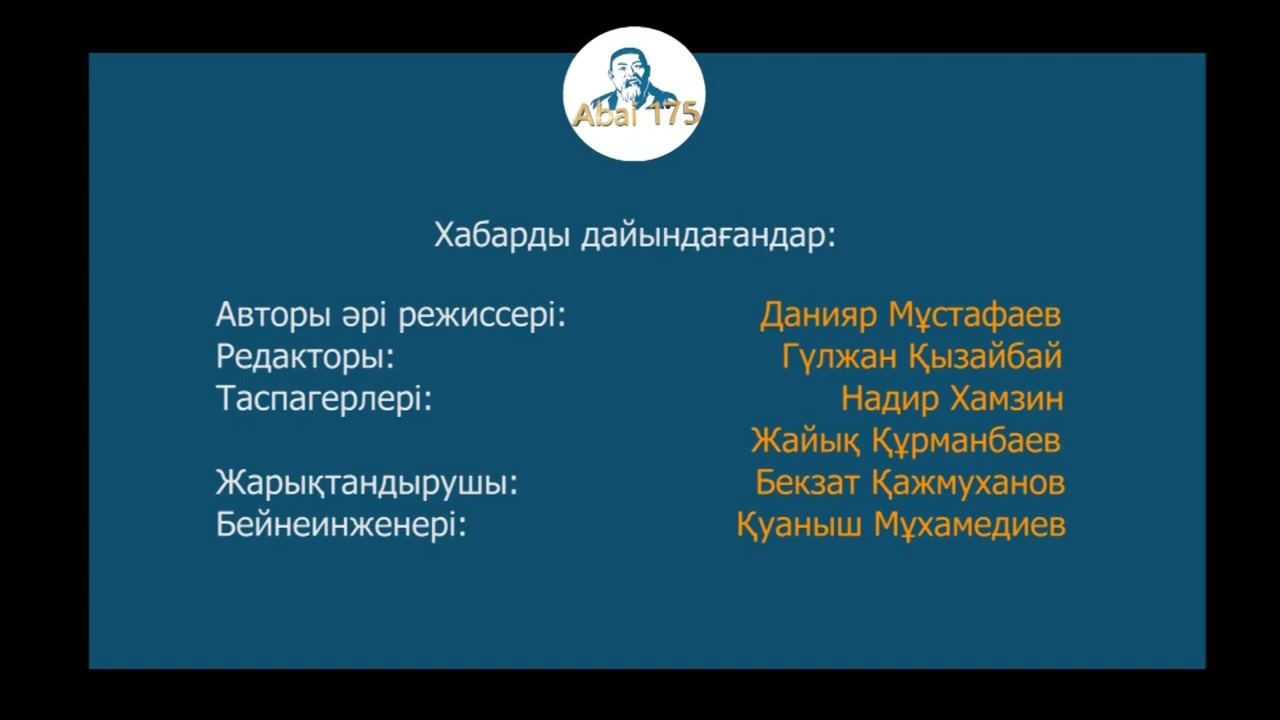 Abai 175
Хабарды дайындағандар:
Авторы әрі режиссері: Данияр Мұстафаев
Редакторы: Гүлжан Қызайбай
Таспагерлері: Надир Хамзин
Жайық Құрманбаев
Жарықтандырушы: Бекзат Қажмуханов
Бейнеинженері: Қуаныш Мұхамедиев